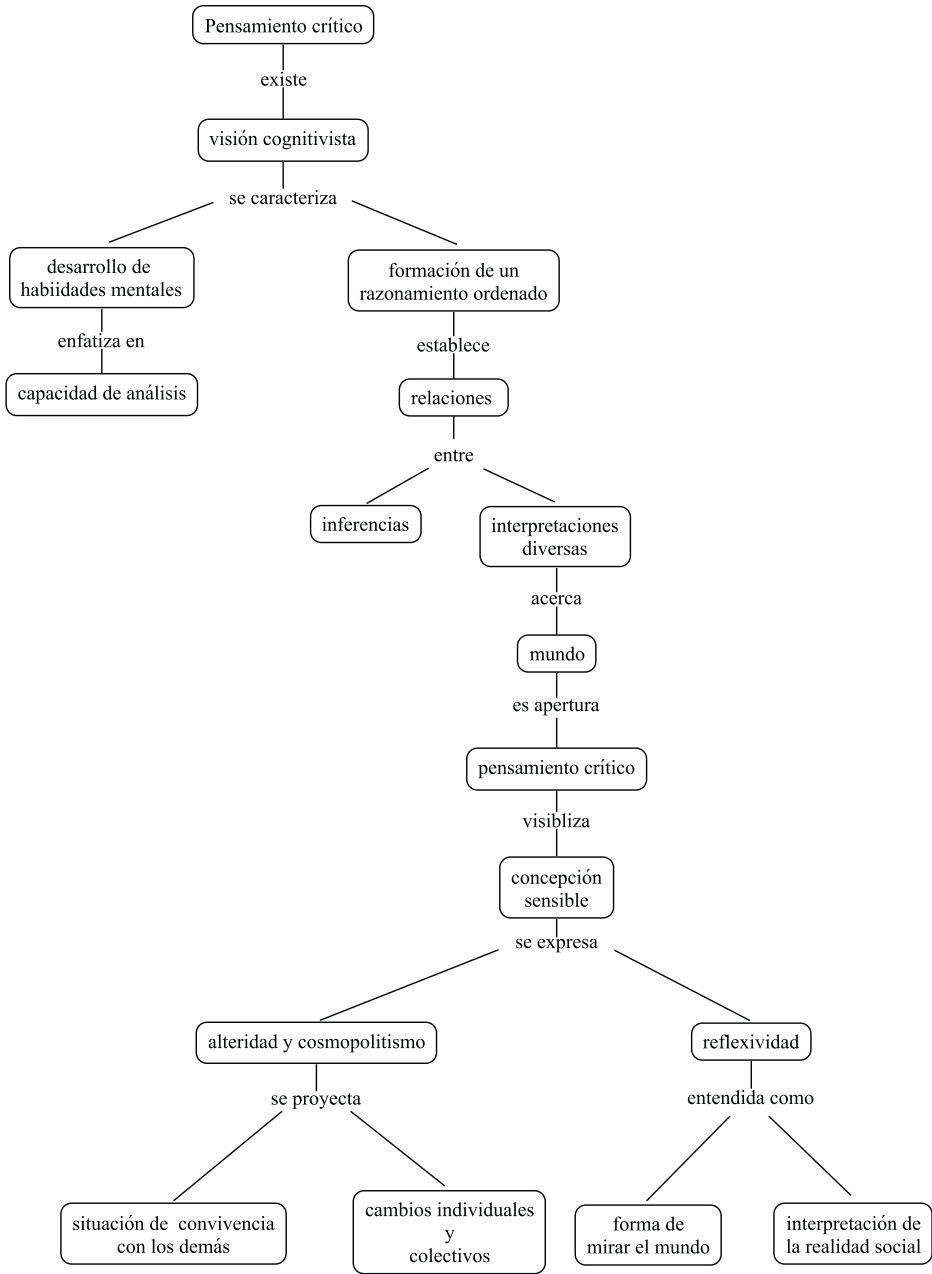 Pensamiento crítico
existe
visión cognitivista
se caracteriza
desarrollo de
habiidades mentales
formación de un
razonamiento ordenado
enfatiza en
establece
capacidad de análisis
relaciones
entre
inferencias
interpretaciones
diversas
acerca
mundo
es apertura
pensamiento crítico
visibliza
concepción
sensible
se expresa
alteridad y cosmopolitismo
reflexividad
se proyecta
entendida como
situación de convivencia
con los demás
cambios individuales
y
colectivos
forma de
mirar el mundo
interpretación de
la realidad social